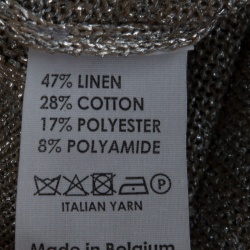 47% LINEN
28% COTTON
17% POLYESTER
8% POLYAMIDE
ITALIAN YARN
Made in Belgium